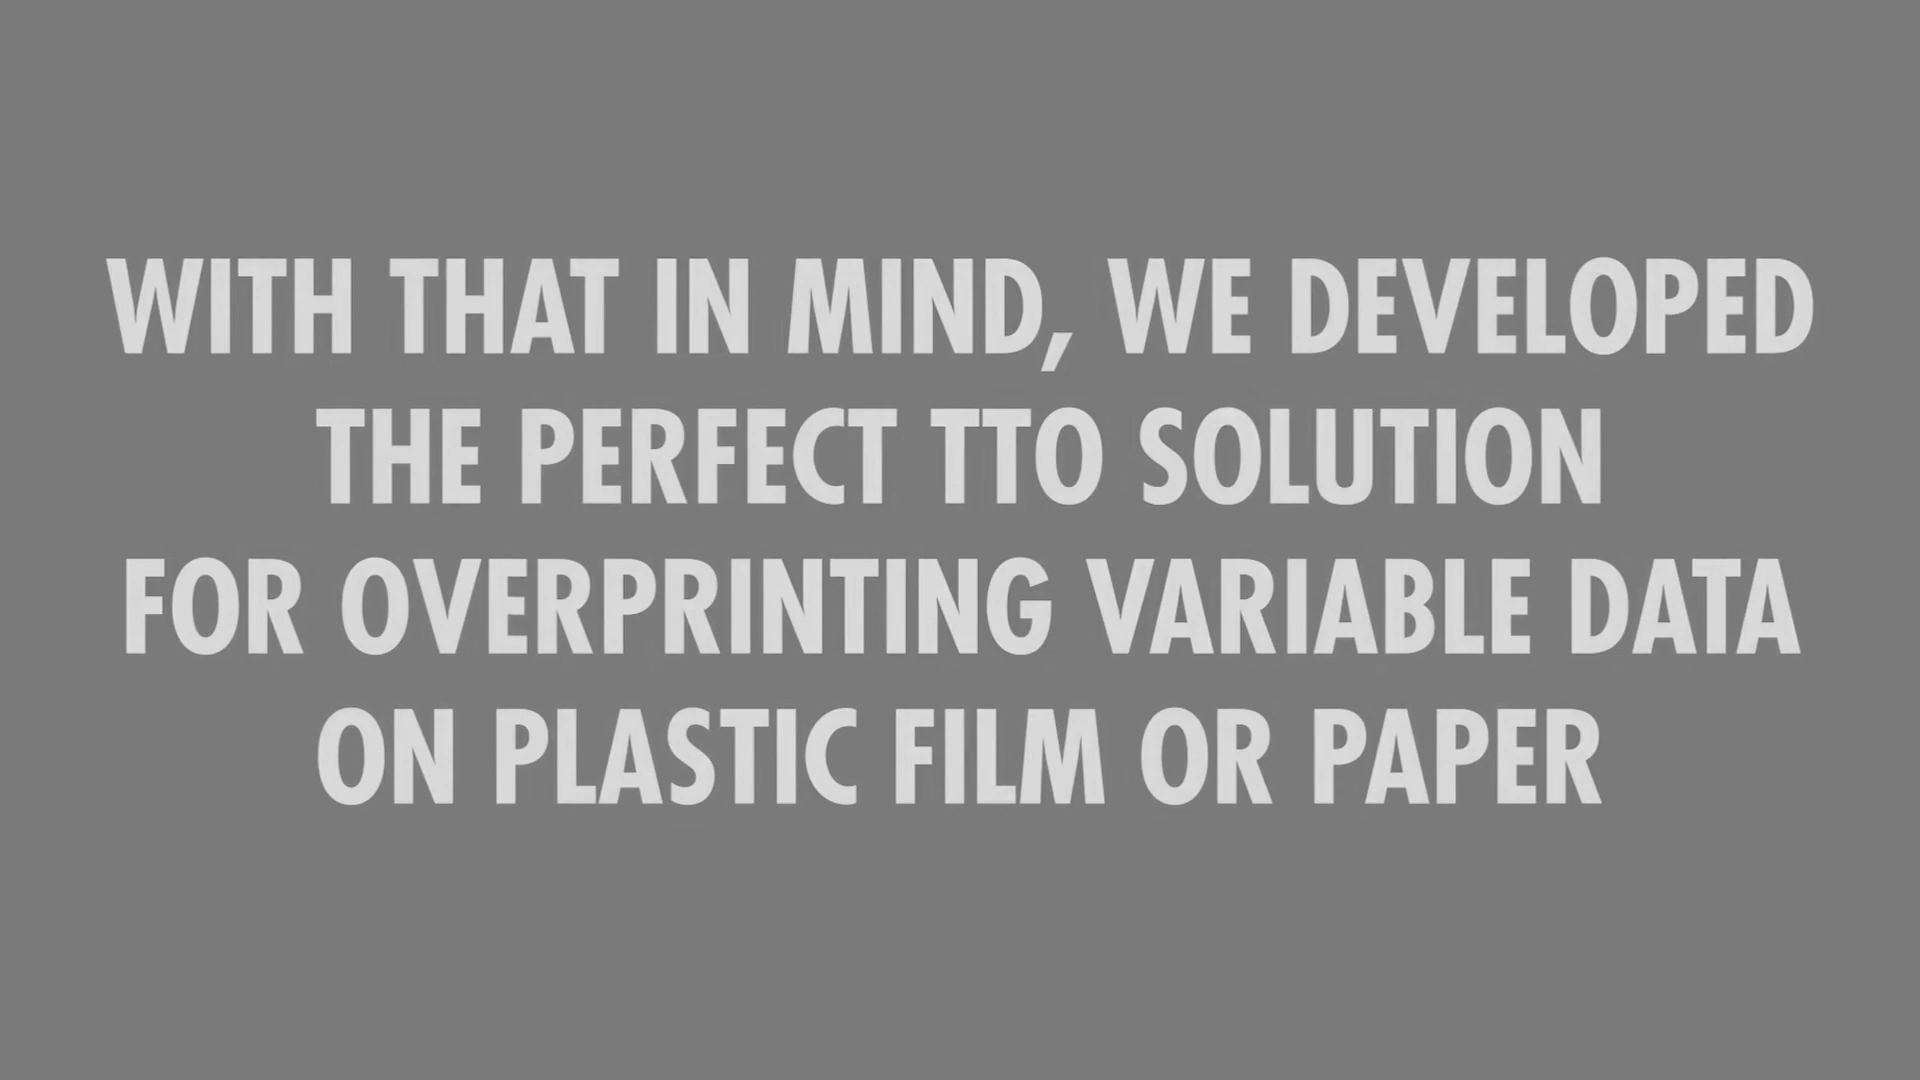 WITH THAT IN MIND, WE DEVELOPED
THE PERFECT TTO SOLUTION
FOR OVERPRINTING VARIABLE DATA
ON PLASTIC FILM OR PAPER